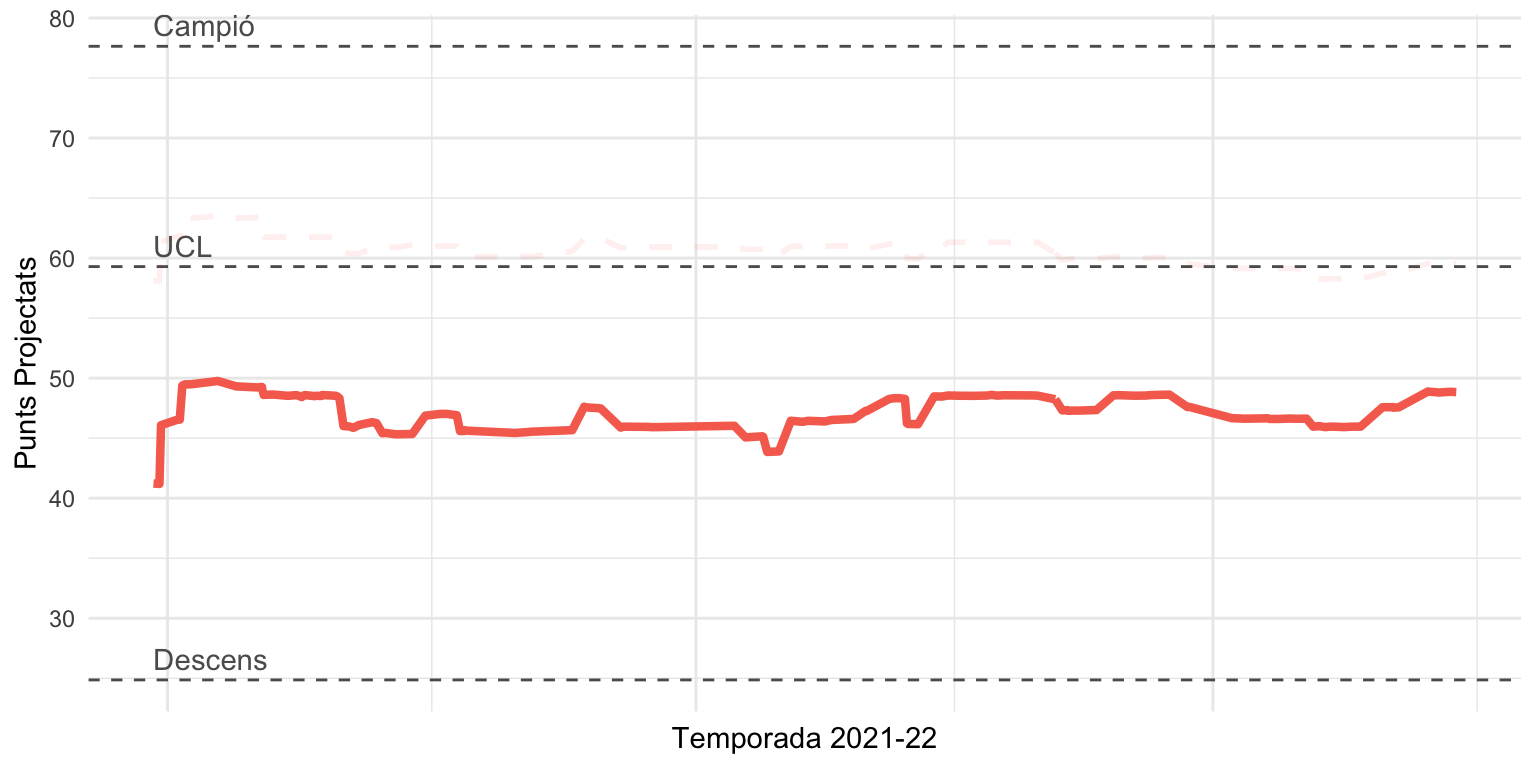 80
Campió
70
UCL
60
50
40
30
Descens
Punts Projectats
Temporada 2021-22